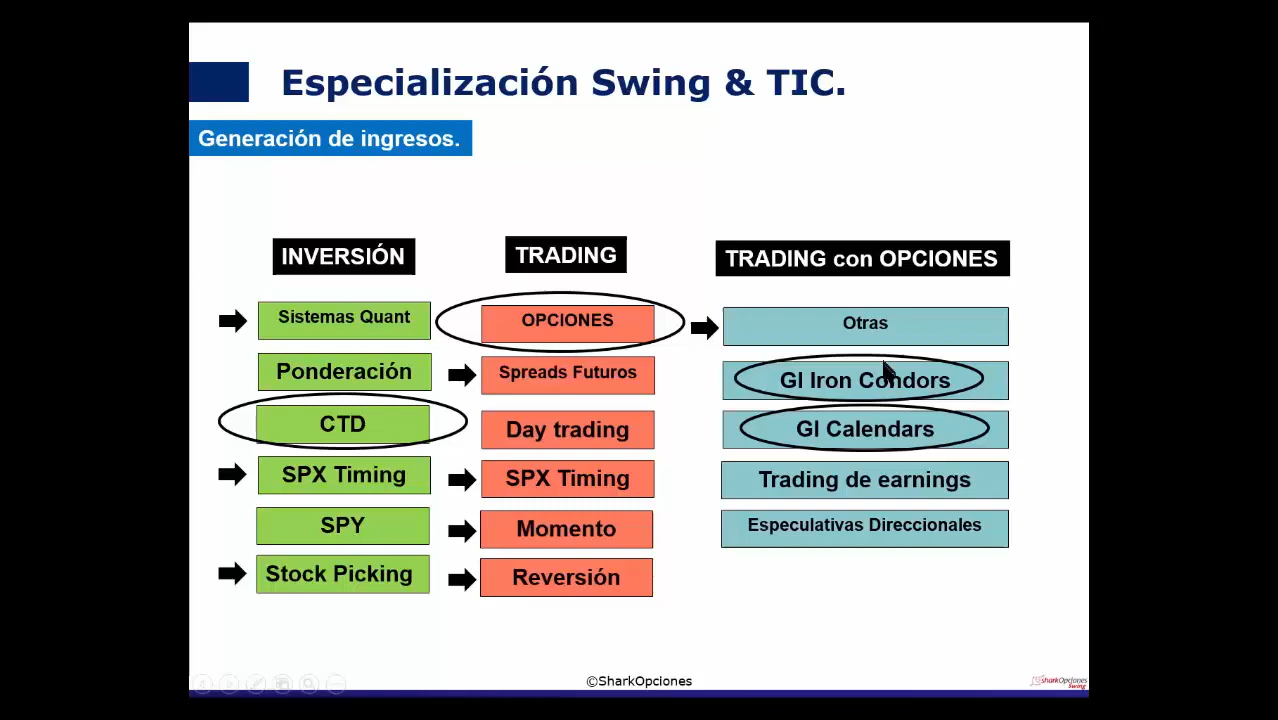 Especialización Swing & TIC.
Generación de ingresos.
INVERSIÓN
Sistemas Quant
Ponderación
CTD
SPX Timing
SPY
Stock Picking
TRADING
OPCIONES
Spreads Futuros
Day trading
SPX Timing
Momento
Reversión
TRADING con OPCIONES
Otras
GI Iron Condors
GI Calendars
Trading de earnings
Especulativas Direccionales
©SharkOpciones
SharkOpciones
Swing